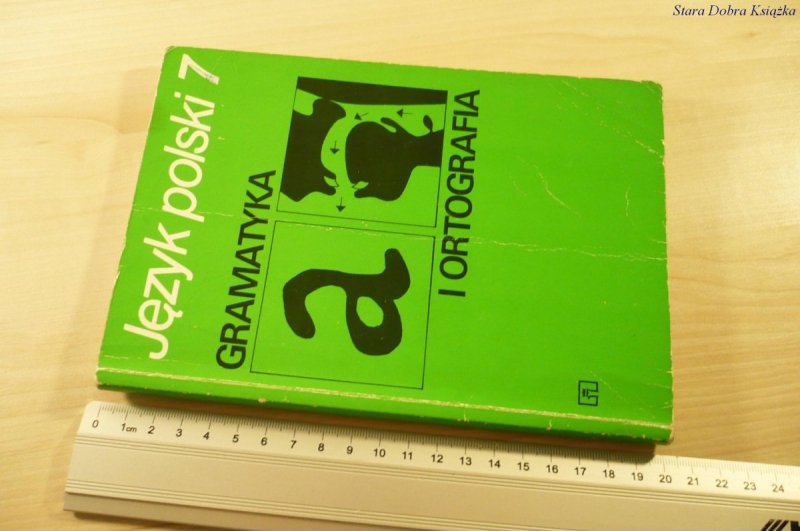 Stara Dobra Książka
Język polski 7
GRAMATYKA
I ORTOGRAFIA
a
0 1cm 2 3 4 5 6 7 8 9 10 11 12 13 14 15 16 17 18 19 20 21 22 23 24